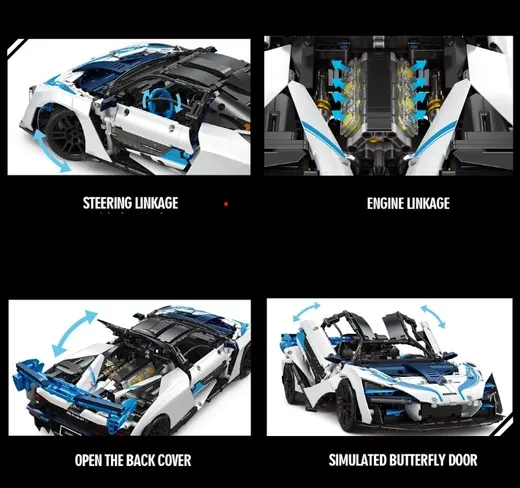 STEERING LINKAGE
ENGINE LINKAGE
OPEN THE BACK COVER
SIMULATED BUTTERFLY DOOR